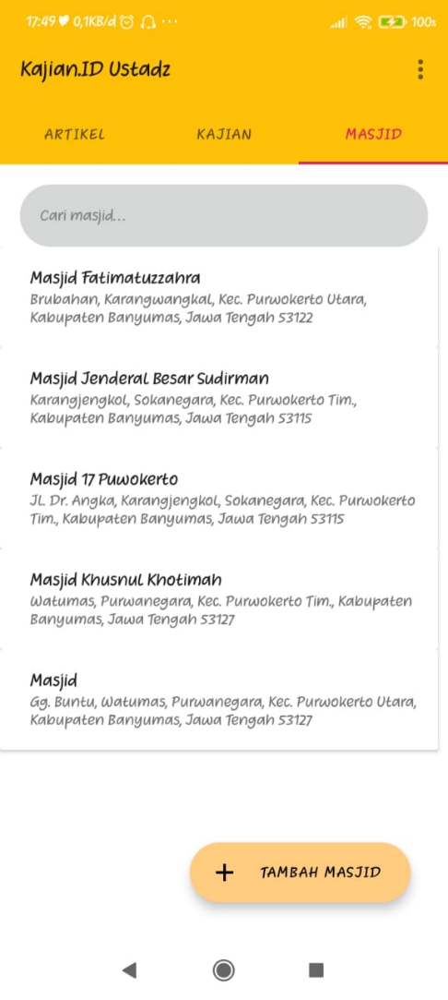 17:49 0,1KB/d ... 100%
Kajian.ID Ustadz
ARTIKEL KAJIAN MASJID
Cari masjid...
Masjid Fatimatuzzahra
Brubahan, Karangwangkal, Kec. Purwokerto Utara,
Kabupaten Banyumas, Jawa Tengah 53122
Masjid Jenderal Besar Sudirman
Karangjengkol, Sokanegara, Kec. Purwokerto Tim.,
Kabupaten Banyumas, Jawa Tengah 53115
Masjid 17 Puwokerto
JL. Dr. Angka, Karangjengkol, Sokanegara, Kec. Purwokerto
Tim., Kabupaten Banyumas, Jawa Tengah 53115
Masjid Khusnul Khotimah
Watumas, Purwanegara, Kec. Purwokerto Tim., Kabupaten
Banyumas, Jawa Tengah 53127
Masjid
Gg. Buntu, Watumas, Purwanegara, Kec. Purwokerto Utara,
Kabupaten Banyumas, Jawa Tengah 53127
+ TAMBAH MASJID